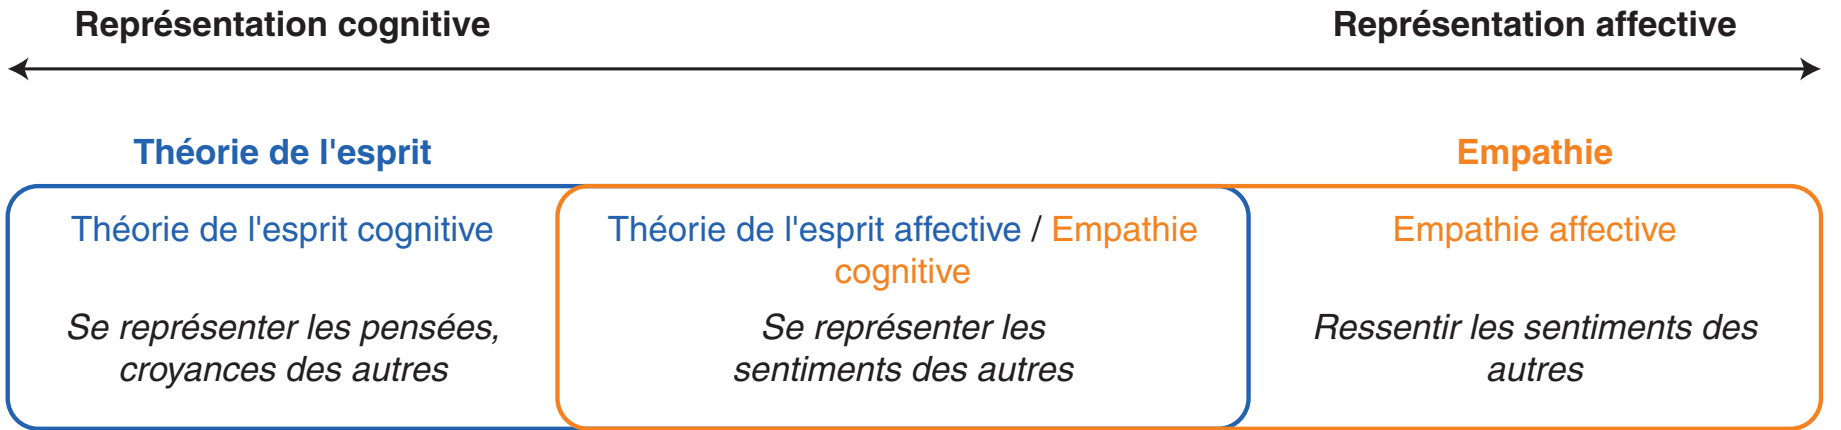 Représentation cognitive
Représentation affective
Théorie de l'esprit
Empathie
Théorie de l'esprit cognitive
Se représenter les pensées,
croyances des autres
Théorie de l'esprit affective / Empathie
cognitive
Se représenter les
sentiments des autres
Empathie affective
Ressentir les sentiments des
autres